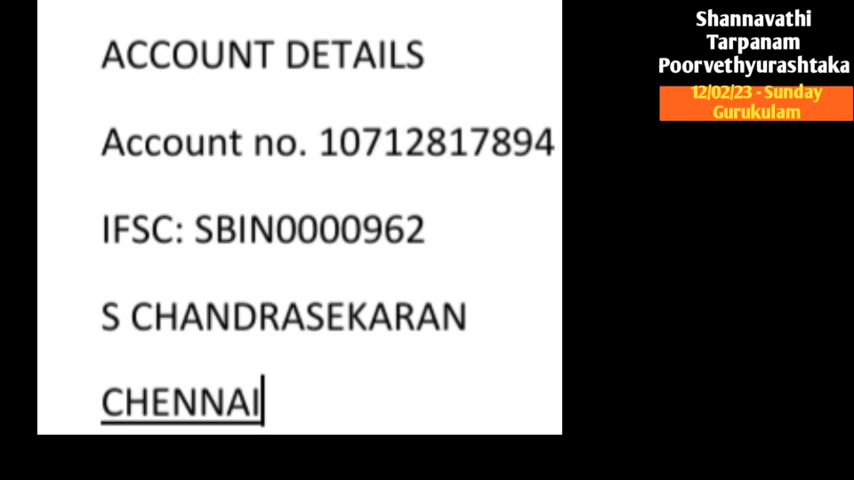 ACCOUNT DETAILS
Account no. 10712817894
IFSC: SBIN0000962
S CHANDRASEKARAN
CHENNAI
Shannavathi
Tarpanam
Poorvethyurashtaka
12/02/23 - Sunday
Gurukulam